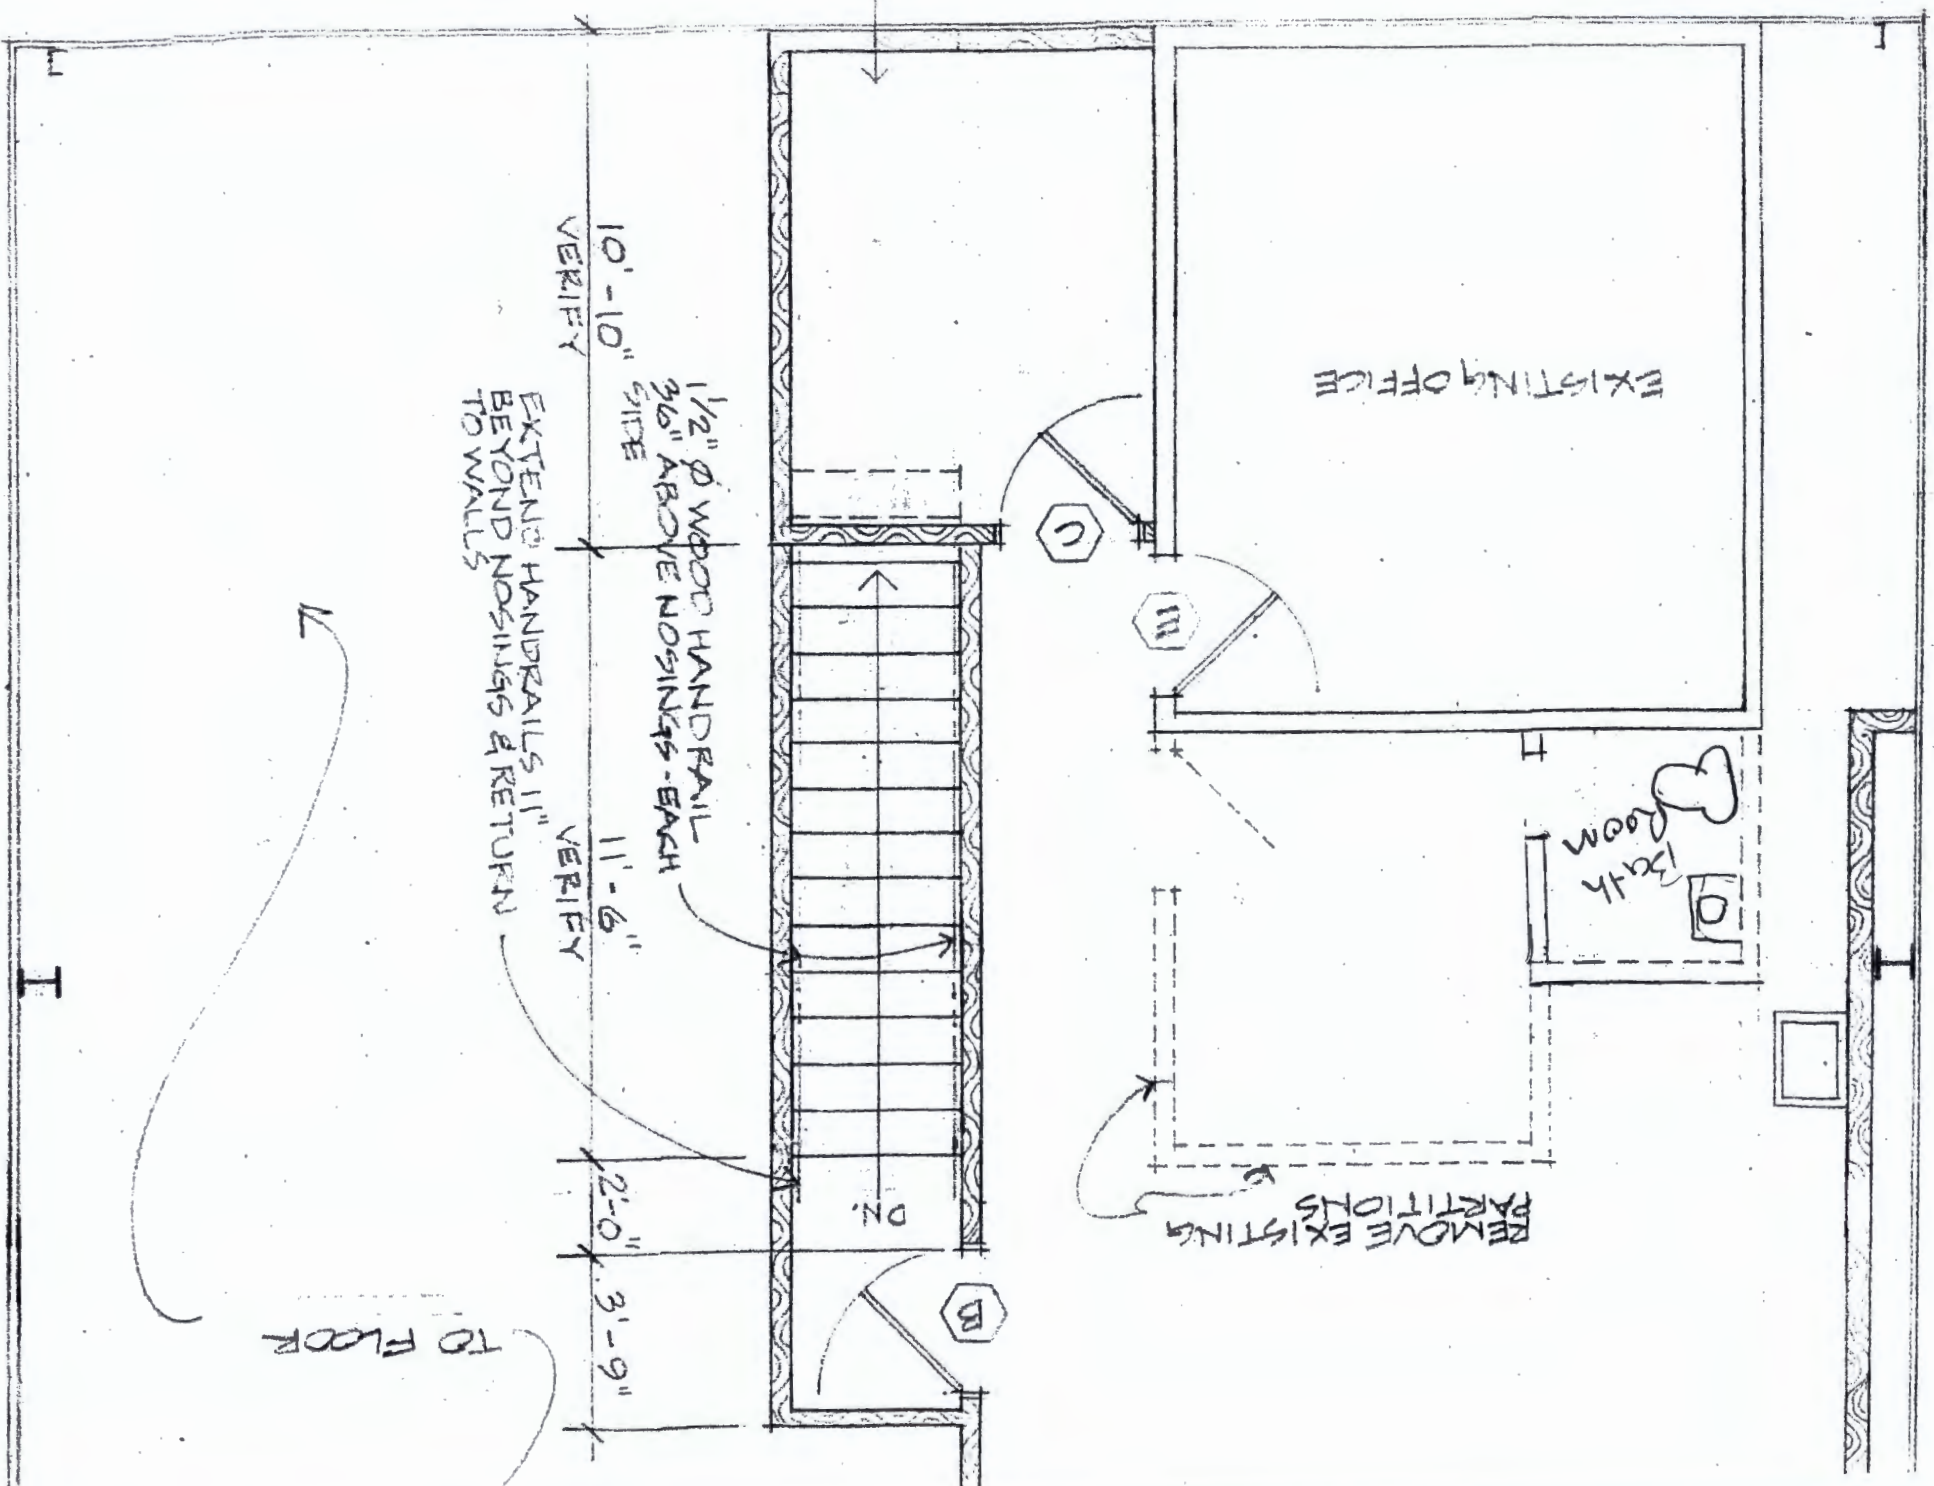 10'-10"
VERIFY
1 1/2" Ø WOOD HANDRAIL
36" ABOVE NOSINGS - EACH
SIDE
EXTEND HANDRAILS 11"
BEYOND NOSINGS & RETURN
TO WALLS
11'-6"
VERIFY
2'-0"
3'-9"
EXISTING OFFICE
C
E
Bath
Room
REMOVE EXISTING
PARTITIONS
DN.
B
TO FLOOR